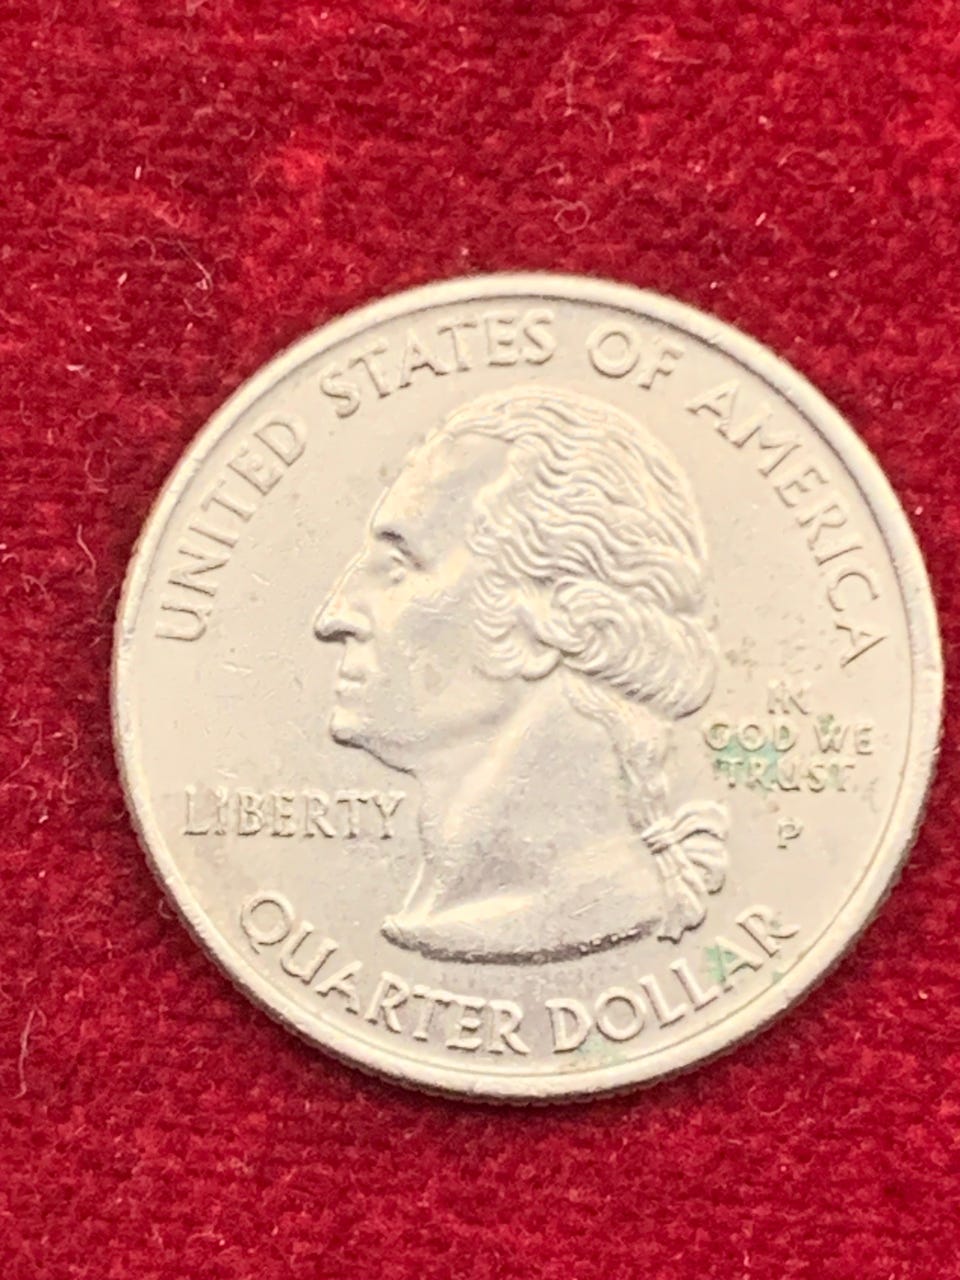 UNITED STATES OF AMERICA
LIBERTY
IN
GOD WE
TRUST
P
QUARTER DOLLAR